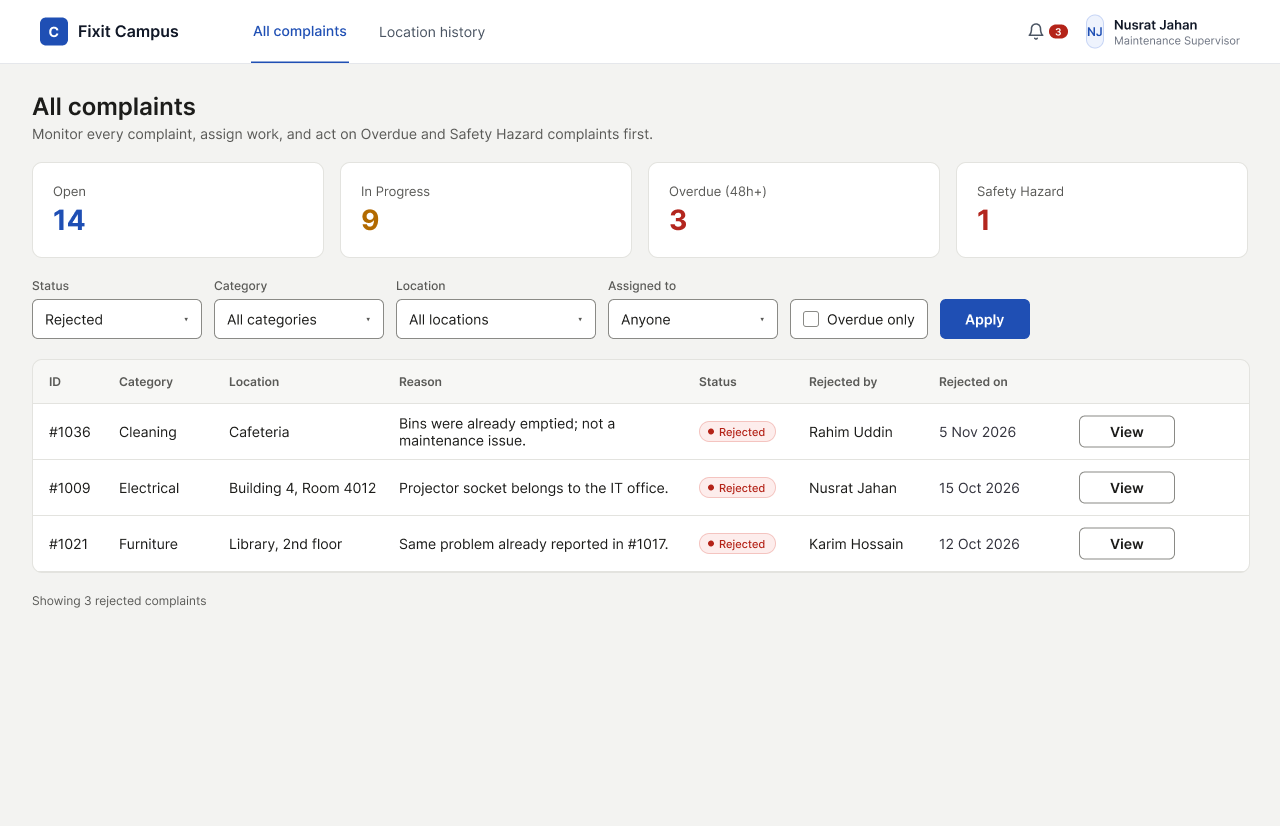 C Fixit Campus All complaints Location history 3 NJ Nusrat Jahan
Maintenance Supervisor
All complaints
Monitor every complaint, assign work, and act on Overdue and Safety Hazard complaints first.
Open In Progress Overdue (48h+) Safety Hazard
14 9 3 1
Status Category Location Assigned to
Rejected All categories All locations Anyone Overdue only Apply
ID Category Location Reason Status Rejected by Rejected on
#1036 Cleaning Cafeteria Bins were already emptied; not a
maintenance issue. Rejected Rahim Uddin 5 Nov 2026 View
#1009 Electrical Building 4, Room 4012 Projector socket belongs to the IT office. Rejected Nusrat Jahan 15 Oct 2026 View
#1021 Furniture Library, 2nd floor Same problem already reported in #1017. Rejected Karim Hossain 12 Oct 2026 View
Showing 3 rejected complaints